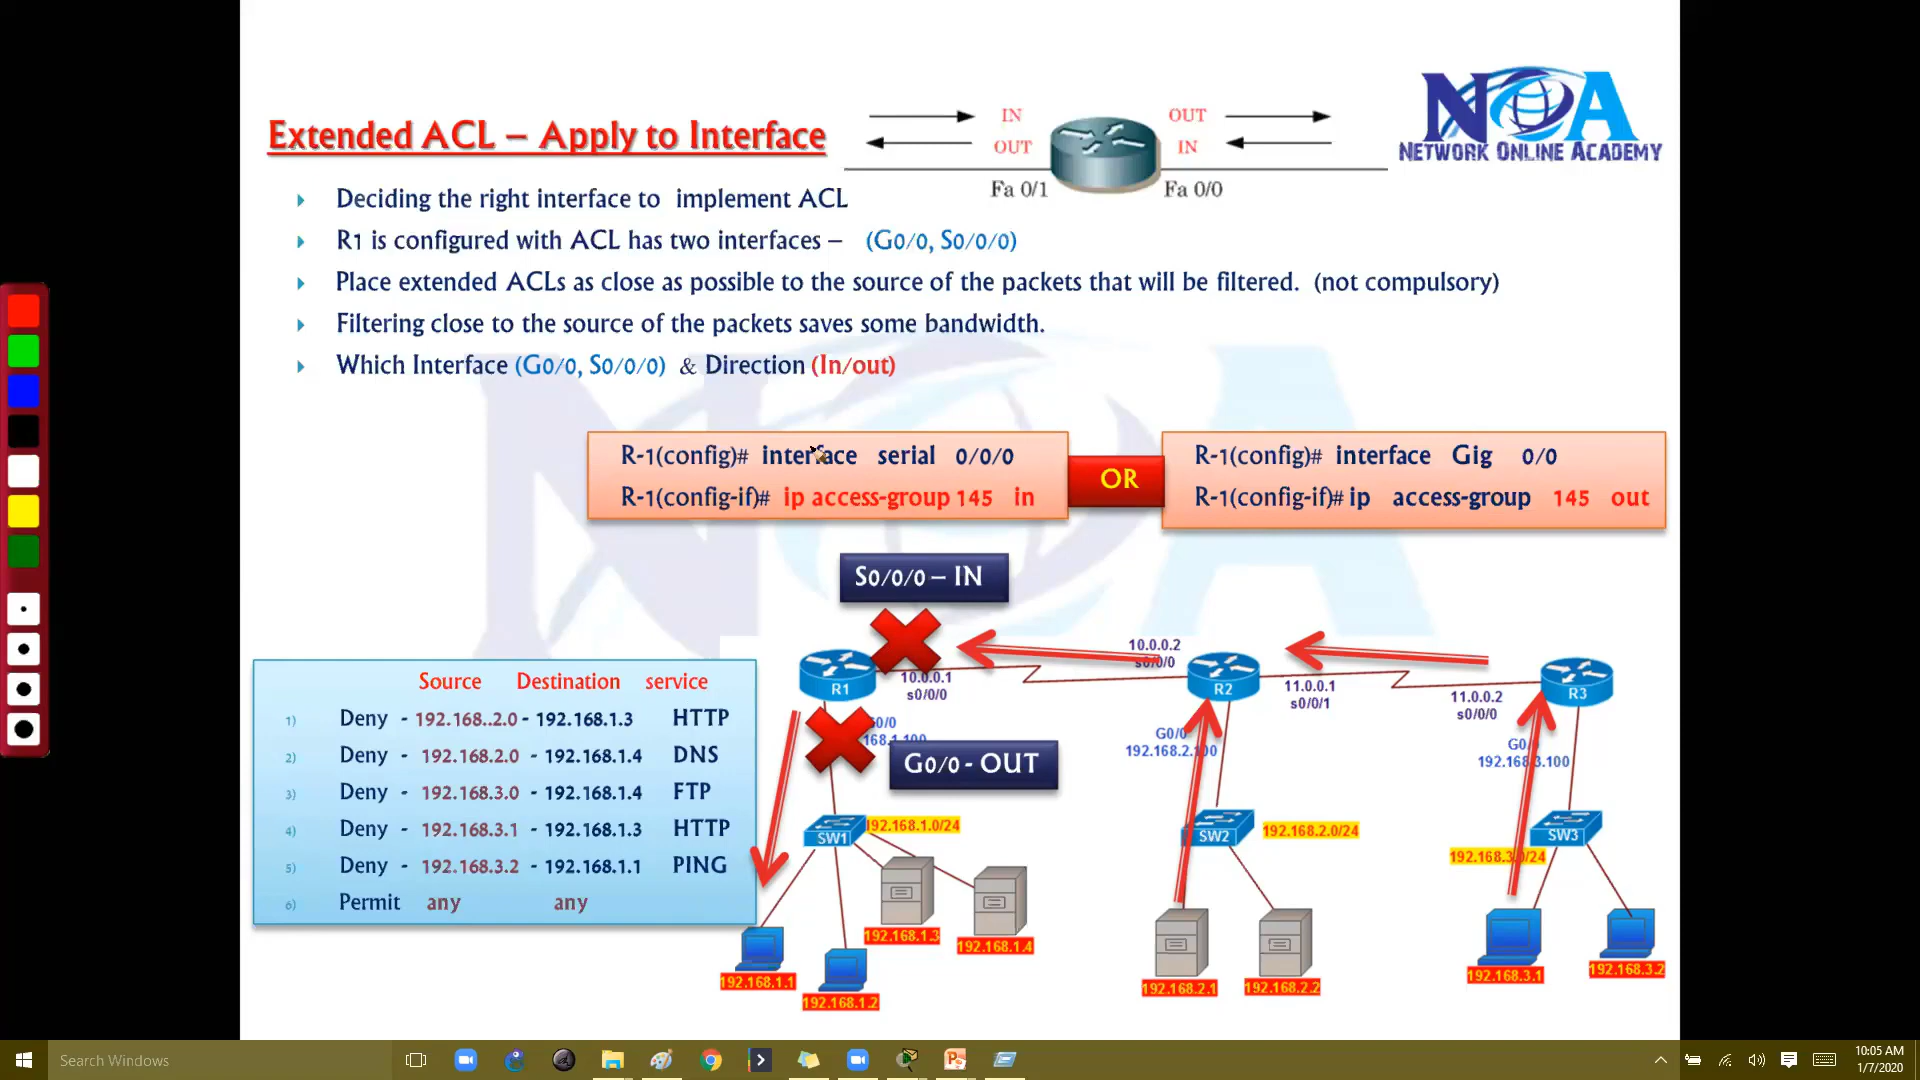 Extended ACL – Apply to Interface
IN
OUT
OUT
IN
Fa 0/1
Fa 0/0
NOA
NETWORK ONLINE ACADEMY
Deciding the right interface to implement ACL
R1 is configured with ACL has two interfaces – (G0/0, S0/0/0)
Place extended ACLs as close as possible to the source of the packets that will be filtered. (not compulsory)
Filtering close to the source of the packets saves some bandwidth.
Which Interface (G0/0, S0/0/0) & Direction (In/out)
R-1(config)# interface serial 0/0/0
R-1(config-if)# ip access-group 145 in
OR
R-1(config)# interface Gig 0/0
R-1(config-if)# ip access-group 145 out
S0/0/0 – IN
Source Destination service
1) Deny - 192.168..2.0 - 192.168.1.3 HTTP
2) Deny - 192.168.2.0 - 192.168.1.4 DNS
3) Deny - 192.168.3.0 - 192.168.1.4 FTP
4) Deny - 192.168.3.1 - 192.168.1.3 HTTP
5) Deny - 192.168.3.2 - 192.168.1.1 PING
6) Permit any any
R1
10.0.0.1
s0/0/0
10.0.0.2
s0/0/0
R2
11.0.0.1
s0/0/1
11.0.0.2
s0/0/0
R3
G0/0 - OUT
G0/0
192.168.2.100
SW1
192.168.1.0/24
SW2
192.168.2.0/24
SW3
192.168.1.1
192.168.1.2
192.168.1.3
192.168.1.4
192.168.2.1
192.168.2.2
192.168.3.1
192.168.3.2
Search Windows
10:05 AM
1/7/2020